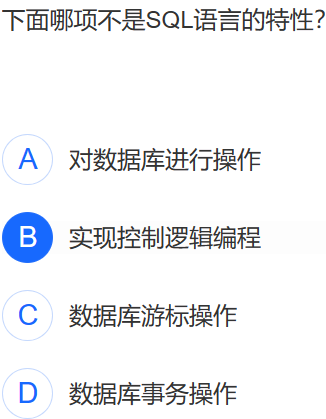 下面哪项不是SQL语言的特性?
A 对数据库进行操作
B 实现控制逻辑编程
C 数据库游标操作
D 数据库事务操作